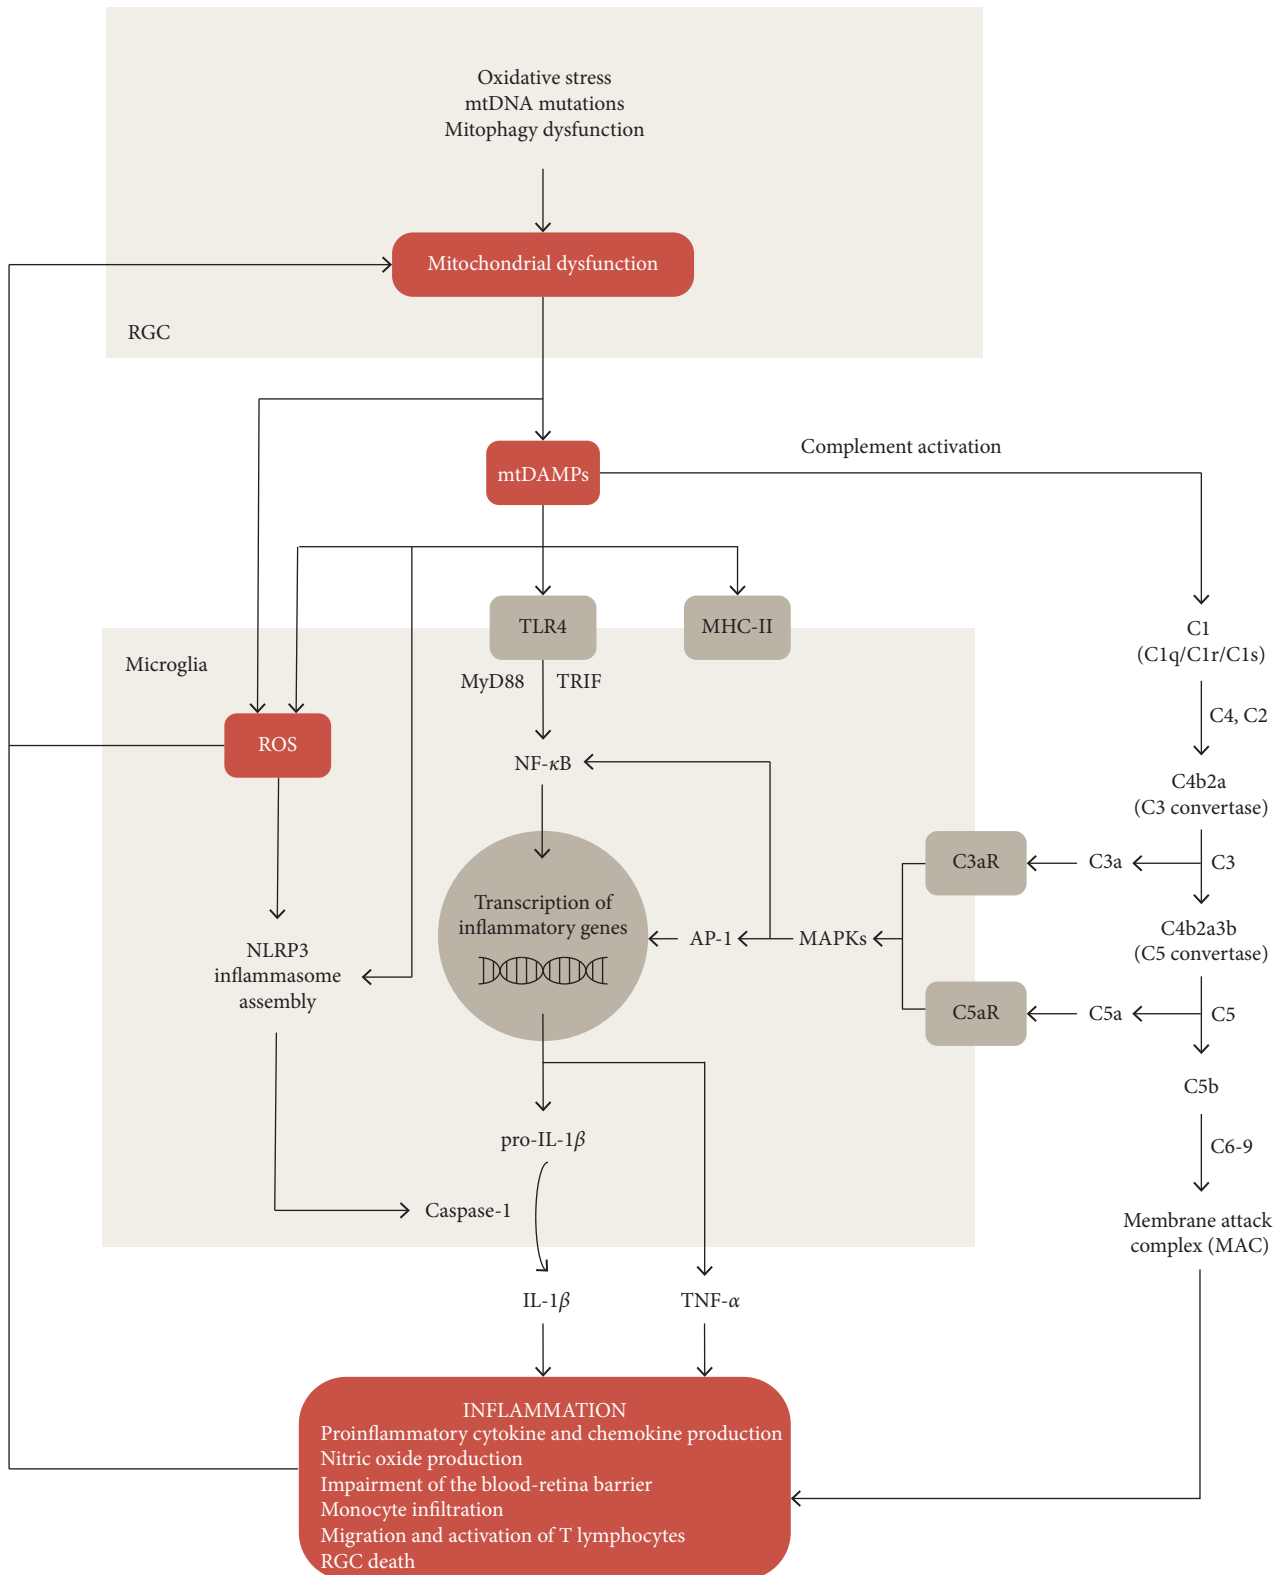 Oxidative stress
mtDNA mutations
Mitophagy dysfunction
Mitochondrial dysfunction
RGC
Complement activation
mtDAMPs
TLR4
MHC-II
C1
(C1q/C1r/C1s)
Microglia
MyD88
TRIF
C4, C2
ROS
NF-κB
C4b2a
(C3 convertase)
C3aR
C3a
C3
Transcription of
inflammatory genes
AP-1
MAPKs
C4b2a3b
(C5 convertase)
NLRP3
inflammasome
assembly
C5aR
C5a
C5
C5b
pro-IL-1β
C6-9
Caspase-1
Membrane attack
complex (MAC)
IL-1β
TNF-α
INFLAMMATION
Proinflammatory cytokine and chemokine production
Nitric oxide production
Impairment of the blood-retina barrier
Monocyte infiltration
Migration and activation of T lymphocytes
RGC death